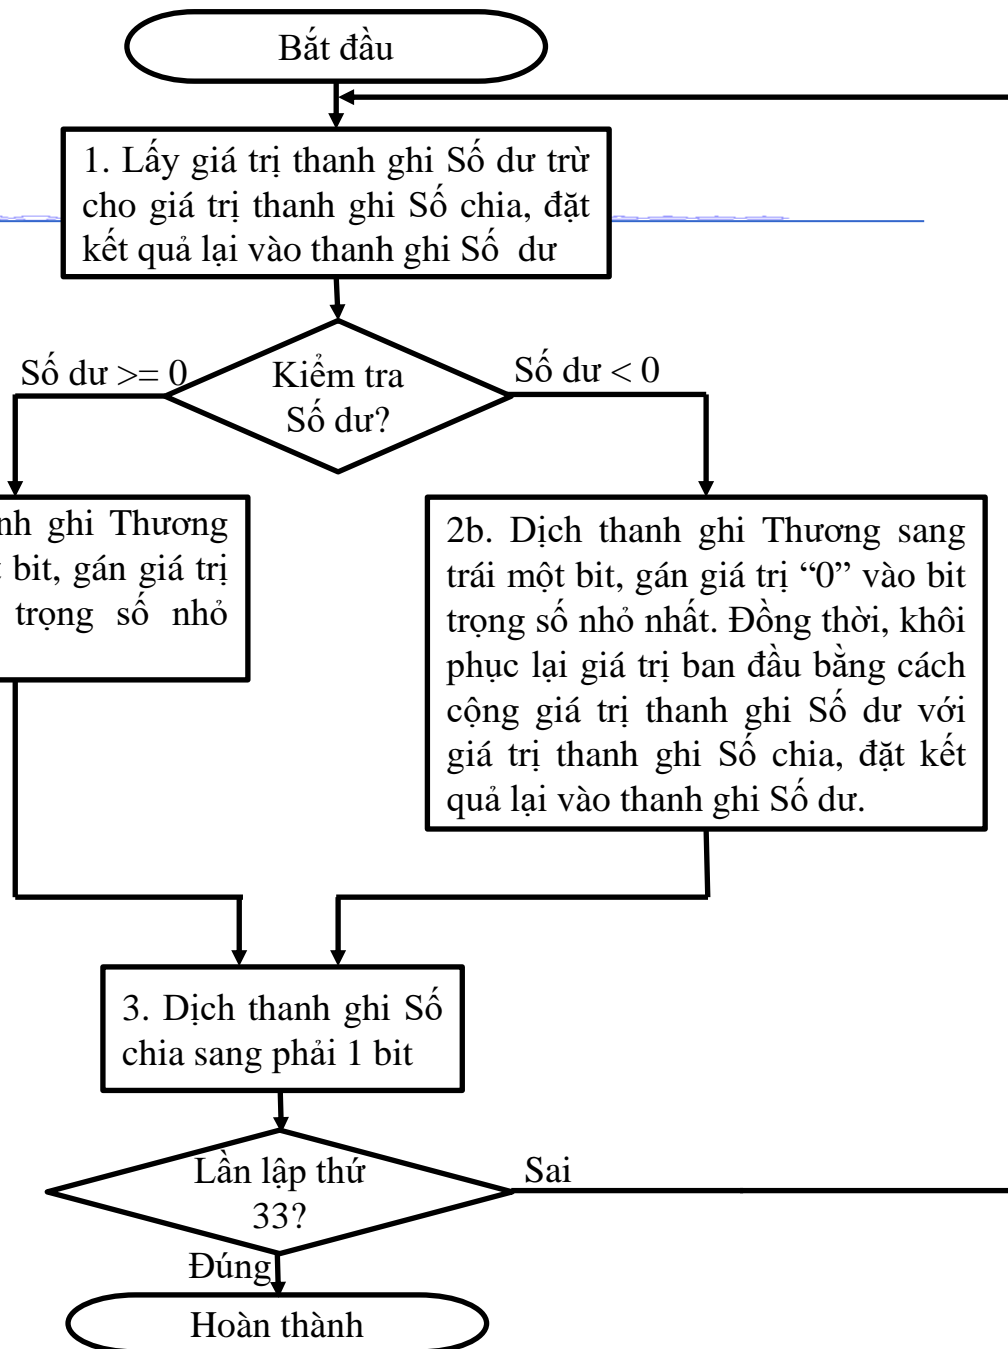 Bắt đầu
1. Lấy giá trị thanh ghi Số dư trừ
cho giá trị thanh ghi Số chia, đặt
kết quả lại vào thanh ghi Số dư
Số dư >= 0
Kiểm tra
Số dư?
Số dư < 0
ghi Thương
bit, gán giá trị
trọng số nhỏ
2b. Dịch thanh ghi Thương sang
trái một bit, gán giá trị “0” vào bit
trọng số nhỏ nhất. Đồng thời, khôi
phục lại giá trị ban đầu bằng cách
cộng giá trị thanh ghi Số dư với
giá trị thanh ghi Số chia, đặt kết
quả lại vào thanh ghi Số dư.
3. Dịch thanh ghi Số
chia sang phải 1 bit
Lần lập thứ
33?
Sai
Đúng
Hoàn thành